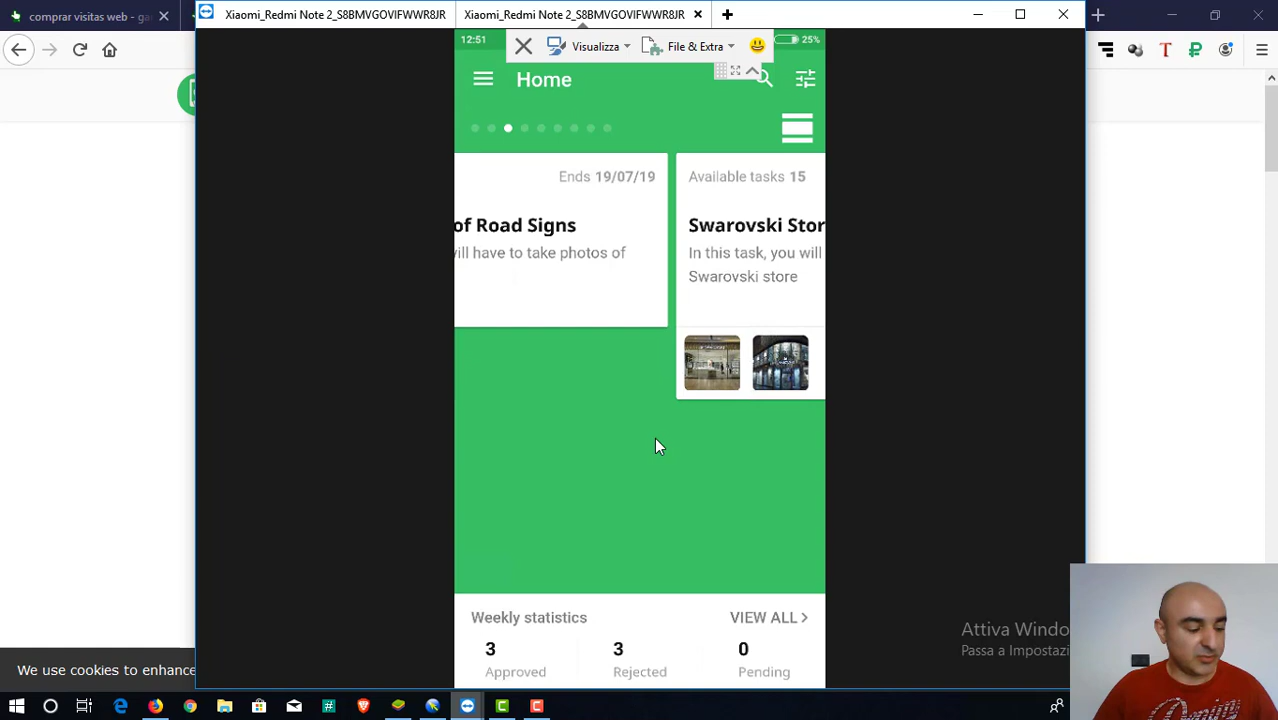 comprar visitas web - ga
Xiaomi_Redmi Note 2_S8BMVGOVIFWWR8JR
Xiaomi_Redmi Note 2_S8BMVGOVIFWWR8JR
12:51
Visualizza
File & Extra
25%
Home
Ends 19/07/19
of Road Signs
will have to take photos of
Available tasks 15
Swarovski Stor
In this task, you will
Swarovski store
Weekly statistics
VIEW ALL >
3
3
0
Approved
Rejected
Pending
We use cookies to enhance
Attiva Windo
Passa a Impostazi